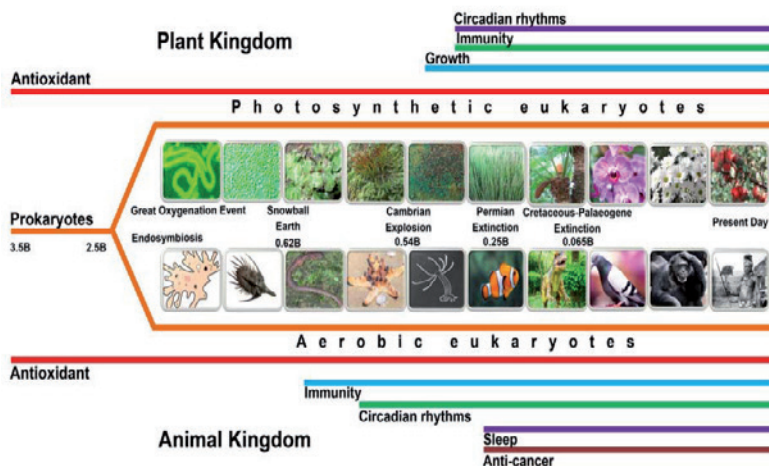 Plant Kingdom
Circadian rhythms
Immunity
Growth
Antioxidant
Photosynthetic eukaryotes
Prokaryotes
3.5B
2.5B
Great Oxygenation Event
Endosymbiosis
Snowball
Earth
0.62B
Cambrian
Explosion
0.54B
Permian
Extinction
0.25B
Cretaceous-Palaeogene
Extinction
0.065B
Present Day
Aerobic eukaryotes
Antioxidant
Immunity
Circadian rhythms
Animal Kingdom
Sleep
Anti-cancer